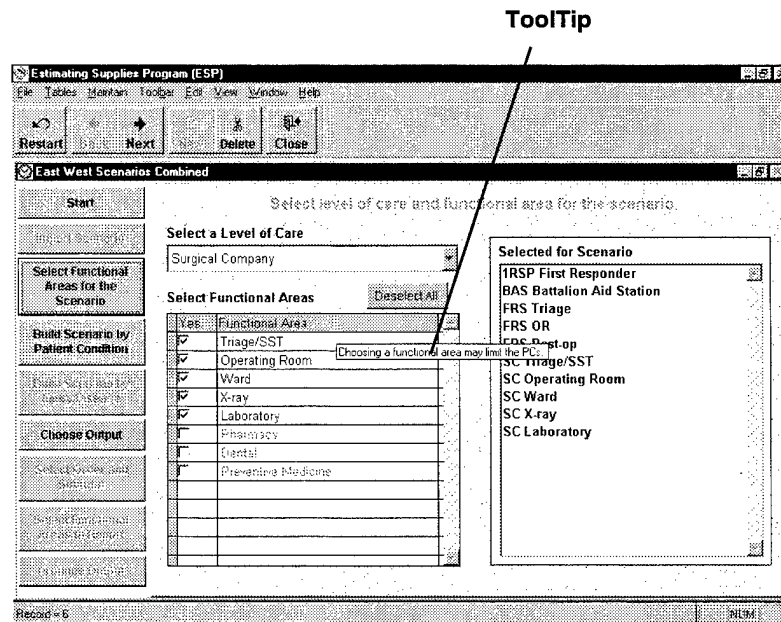 ToolTip
Estimating Supplies Program (ESP)
File Tables Maintain Toolbar Edit View Window Help
Restart Next Delete Close
East West Scenarios Combined
Start
Select level of care and functional area for the scenario.
Select a Level of Care
Surgical Company
Select Functional Areas for the Scenario
Select Functional Areas
Deselect All
Build Scenario by Patient Condition
Choose Output
Yes Functional Area
Triage/SST
Operating Room
Ward
X-ray
Laboratory
Pharmacy
Dental
Preventive Medicine
Choosing a functional area may limit the PCs.
Selected for Scenario
1RSP First Responder
BAS Battalion Aid Station
FRS Triage
FRS OR
FRS Post-op
SC Triage/SST
SC Operating Room
SC Ward
SC X-ray
SC Laboratory
Record = 6
NUM